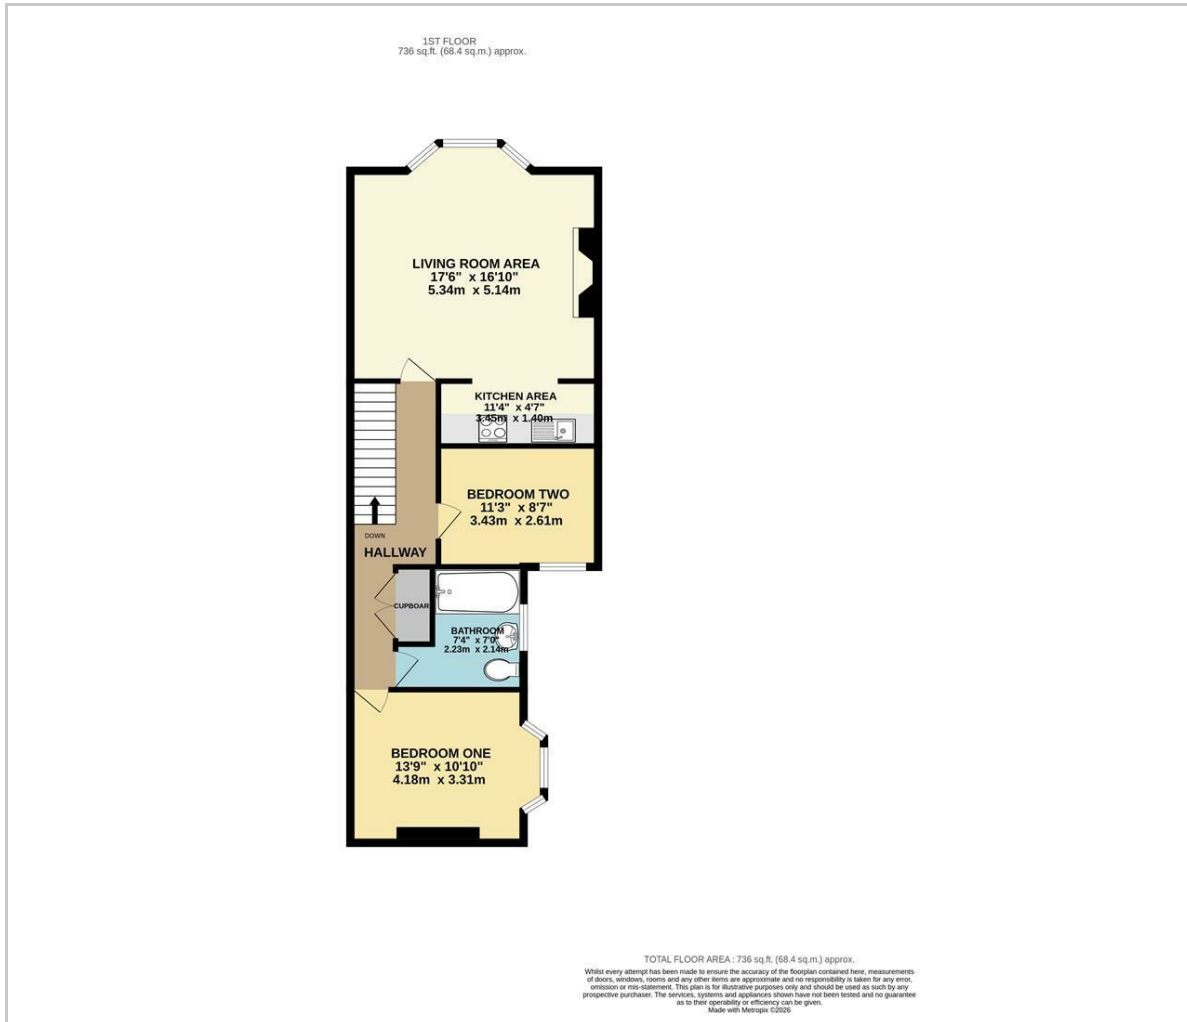 1ST FLOOR
736 sq.ft. (68.4 sq.m.) approx.
LIVING ROOM AREA
17'6" x 16'10"
5.34m x 5.14m
KITCHEN AREA
11'4" x 4'7"
3.45m x 1.40m
BEDROOM TWO
11'3" x 8'7"
3.43m x 2.61m
DOWN
HALLWAY
CUPBOAR
BATHROOM
7'4" x 7'0"
2.23m x 2.14m
BEDROOM ONE
13'9" x 10'10"
4.18m x 3.31m
TOTAL FLOOR AREA : 736 sq.ft. (68.4 sq.m.) approx.
Whilst every attempt has been made to ensure the accuracy of the floorplan contained here, measurements
of doors, windows, rooms and any other items are approximate and no responsibility is taken for any error,
omission or mis-statement. This plan is for illustrative purposes only and should be used as such by any
prospective purchaser. The services, systems and appliances shown have not been tested and no guarantee
as to their operability or efficiency can be given.
Made with Metropix ©2026